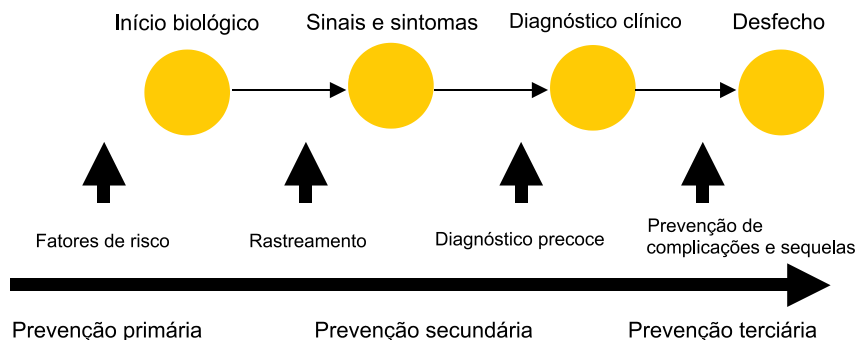 Início biológico
Sinais e sintomas
Diagnóstico clínico
Desfecho
Fatores de risco
Rastreamento
Diagnóstico precoce
Prevenção de
complicações e sequelas
Prevenção primária
Prevenção secundária
Prevenção terciária